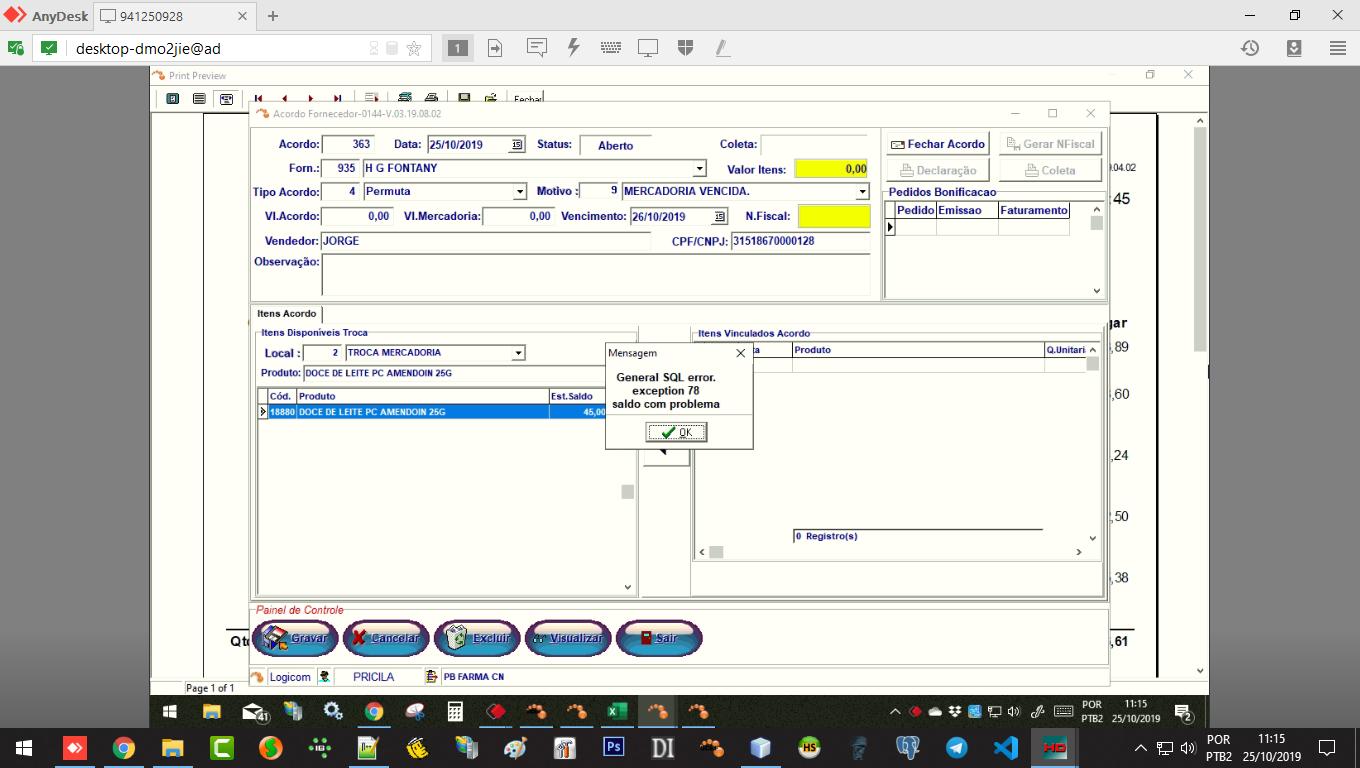 AnyDesk
941250928
desktop-dmo2jie@ad
1
Print Preview
Fechar
Acordo Fornecedor-0144-V.03.19.08.02
Acordo: 363 Data: 25/10/2019 Status: Aberto Coleta:
Fechar Acordo Gerar NFiscal
Forn.: 935 H G FONTANY Valor Itens: 0,00
Declaração Coleta
.04.02
Tipo Acordo: 4 Permuta Motivo : 9 MERCADORIA VENCIDA.
Pedidos Bonificacao
:45
Pedido Emissao Faturamento
Vl.Acordo: 0,00 Vl.Mercadoria: 0,00 Vencimento: 26/10/2019 N.Fiscal:
Vendedor: JORGE CPF/CNPJ: 31518670000128
Observação:
Itens Acordo
Itens Disponíveis Troca
Itens Vinculados Acordo
gar
Local : 2 TROCA MERCADORIA
Produto Q.Unitari
,89
Produto: DOCE DE LEITE PC AMENDOIN 25G
Cód. Produto Est.Saldo
18880 DOCE DE LEITE PC AMENDOIN 25G 45,00
Mensagem
General SQL error.
exception 78
saldo com problema
OK
,60
,24
,50
0 Registro(s)
,38
Painel de Controle
Gravar Cancelar Excluir Visualizar Sair
Qto
,61
Logicom PRICILA PB FARMA CN
Page 1 of 1
41
POR
PTB2
11:15
25/10/2019
2
Ps
DI
HS
HD
POR
PTB2
11:15
25/10/2019